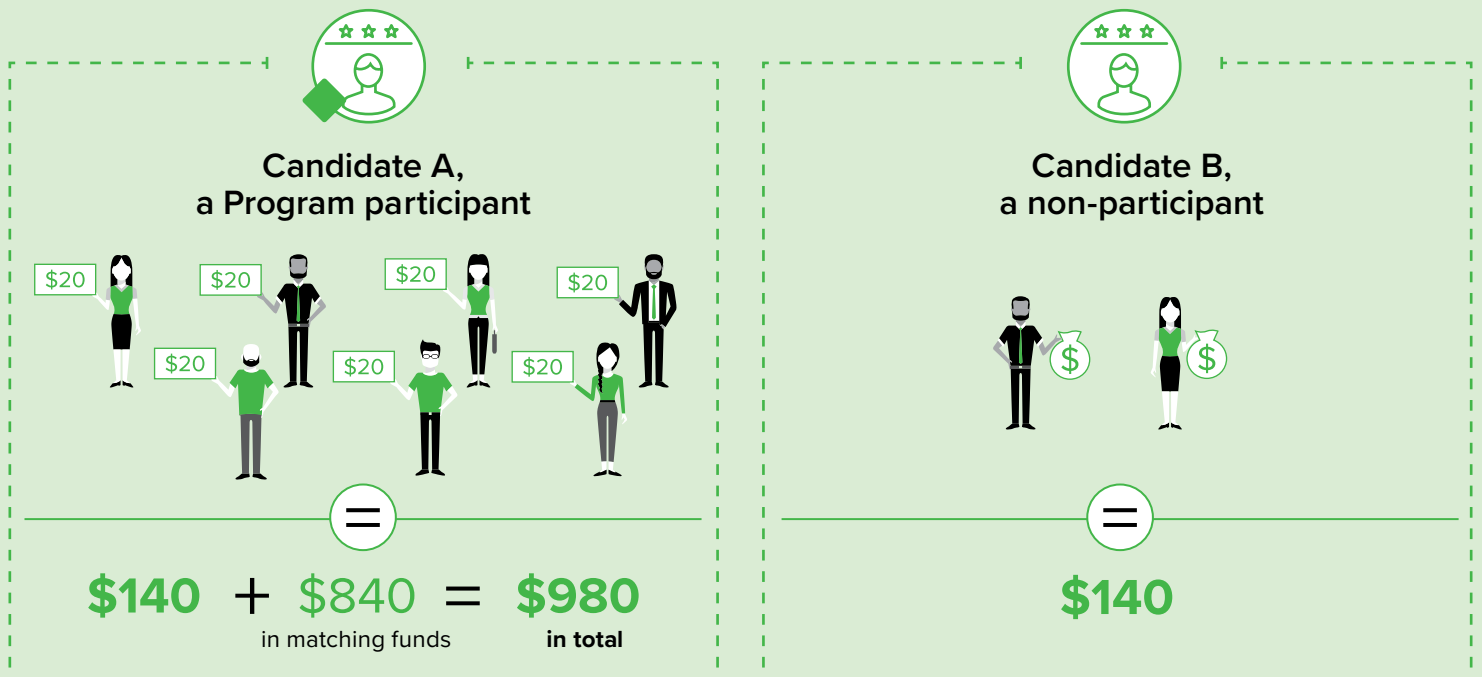 Candidate A,
a Program participant
$20
$20
$20
$20
$20
$20
$20
=
$140 + $840 = $980
in matching funds
in total
Candidate B,
a non-participant
$
$
=
$140